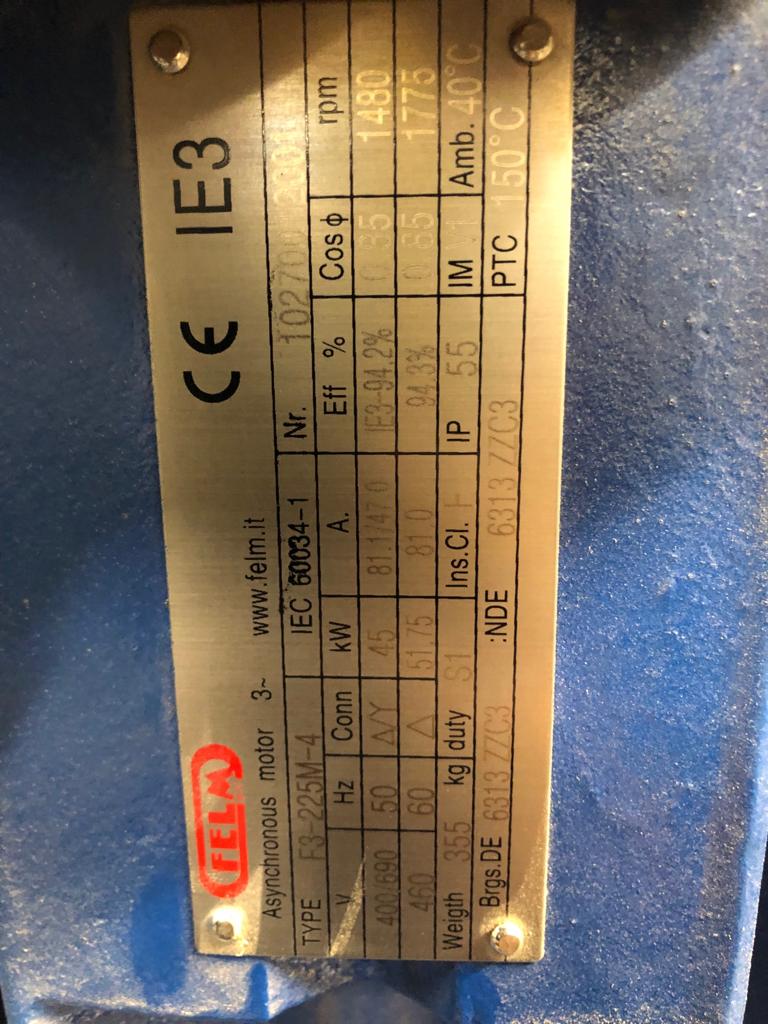 FELM CE IE3
Asynchronous motor 3~ www.felm.it
TYPE F3-225M-4 IEC 60034-1 Nr.
V Hz Conn kW A. Eff % Cos ϕ rpm
400/690 50 Δ/Y 45 81.1/47.0 IE3-94.2% 1480
460 60 Δ 51.75 81.0 94.3% 0.85 1775
Weigth 355 kg duty S1 Ins.Cl. F IP 55 IM V1 Amb. 40°C
Brgs.DE 6313 ZZC3 :NDE 6313 ZZC3 PTC 150°C